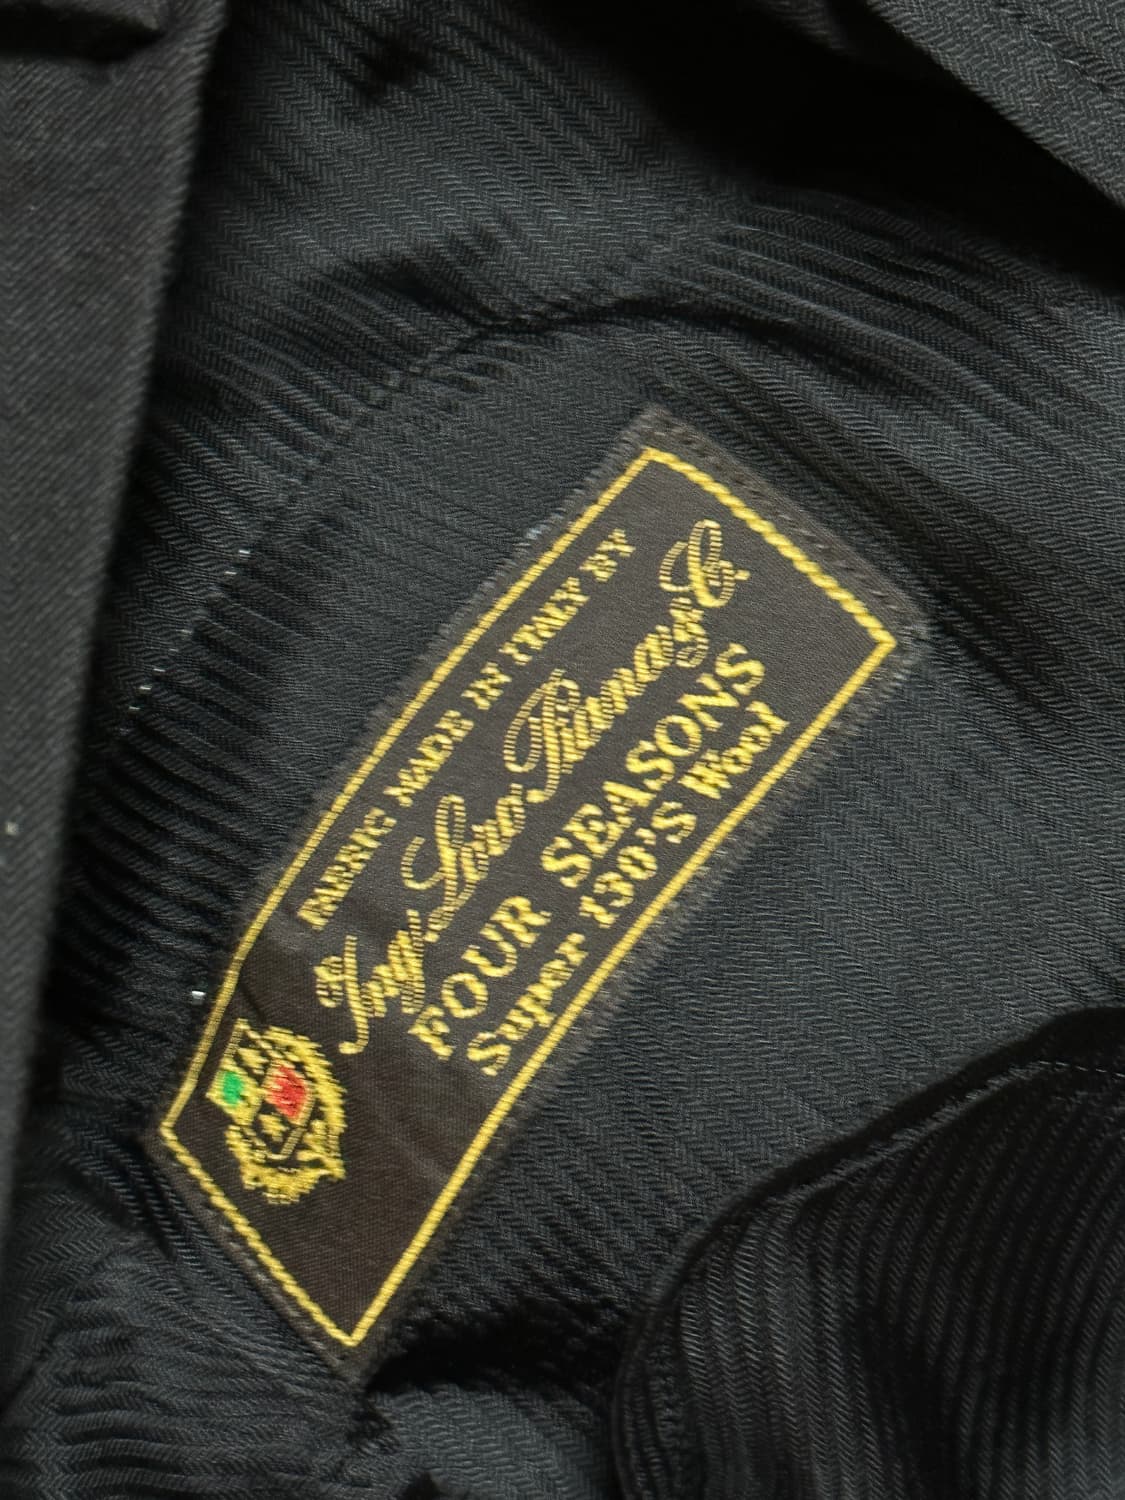 FABRIC MADE IN ITALY BY
Ing. Loro Piana & C.
FOUR SEASONS
Super 130'S Wool